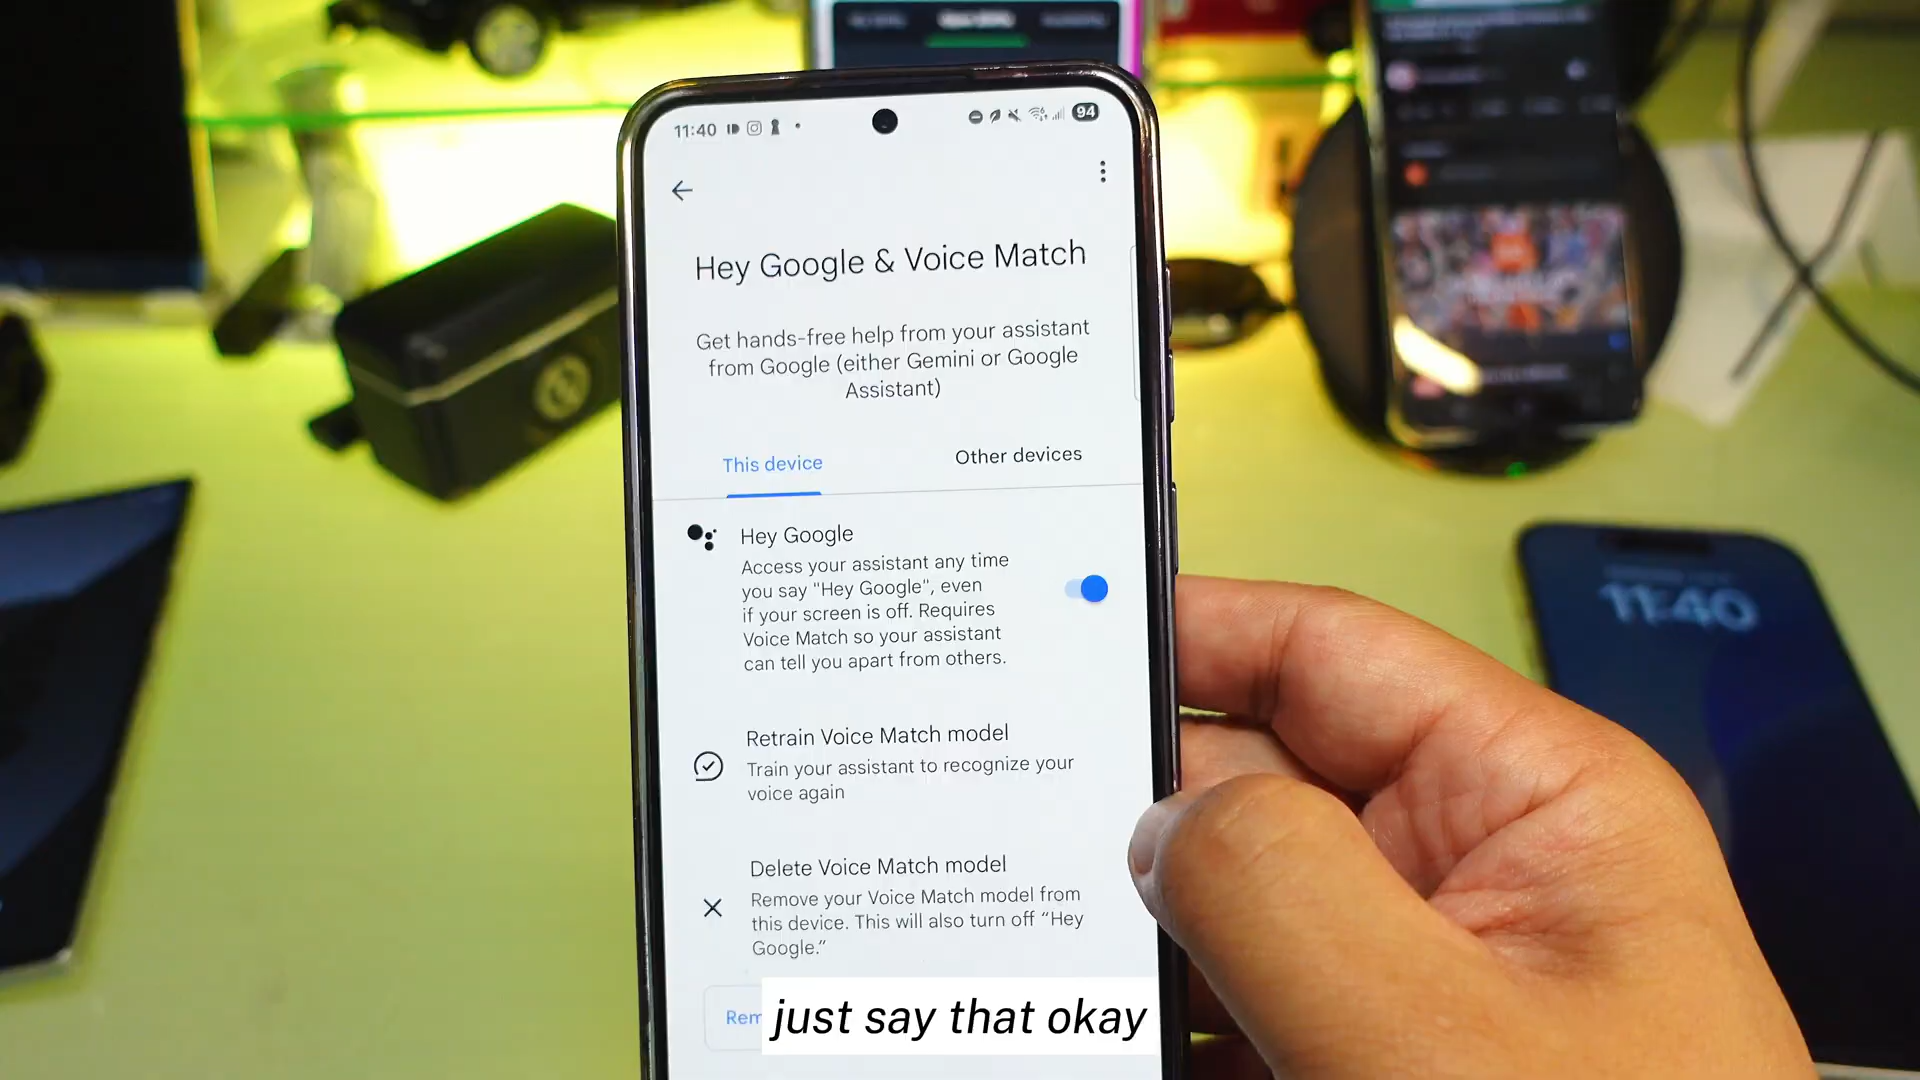 11:40
94
Hey Google & Voice Match
Get hands-free help from your assistant
from Google (either Gemini or Google
Assistant)
This device
Other devices
Hey Google
Access your assistant any time
you say "Hey Google", even
if your screen is off. Requires
Voice Match so your assistant
can tell you apart from others.
Retrain Voice Match model
Train your assistant to recognize your
voice again
Delete Voice Match model
Remove your Voice Match model from
this device. This will also turn off “Hey
Google.”
Rem
just say that okay
11:40